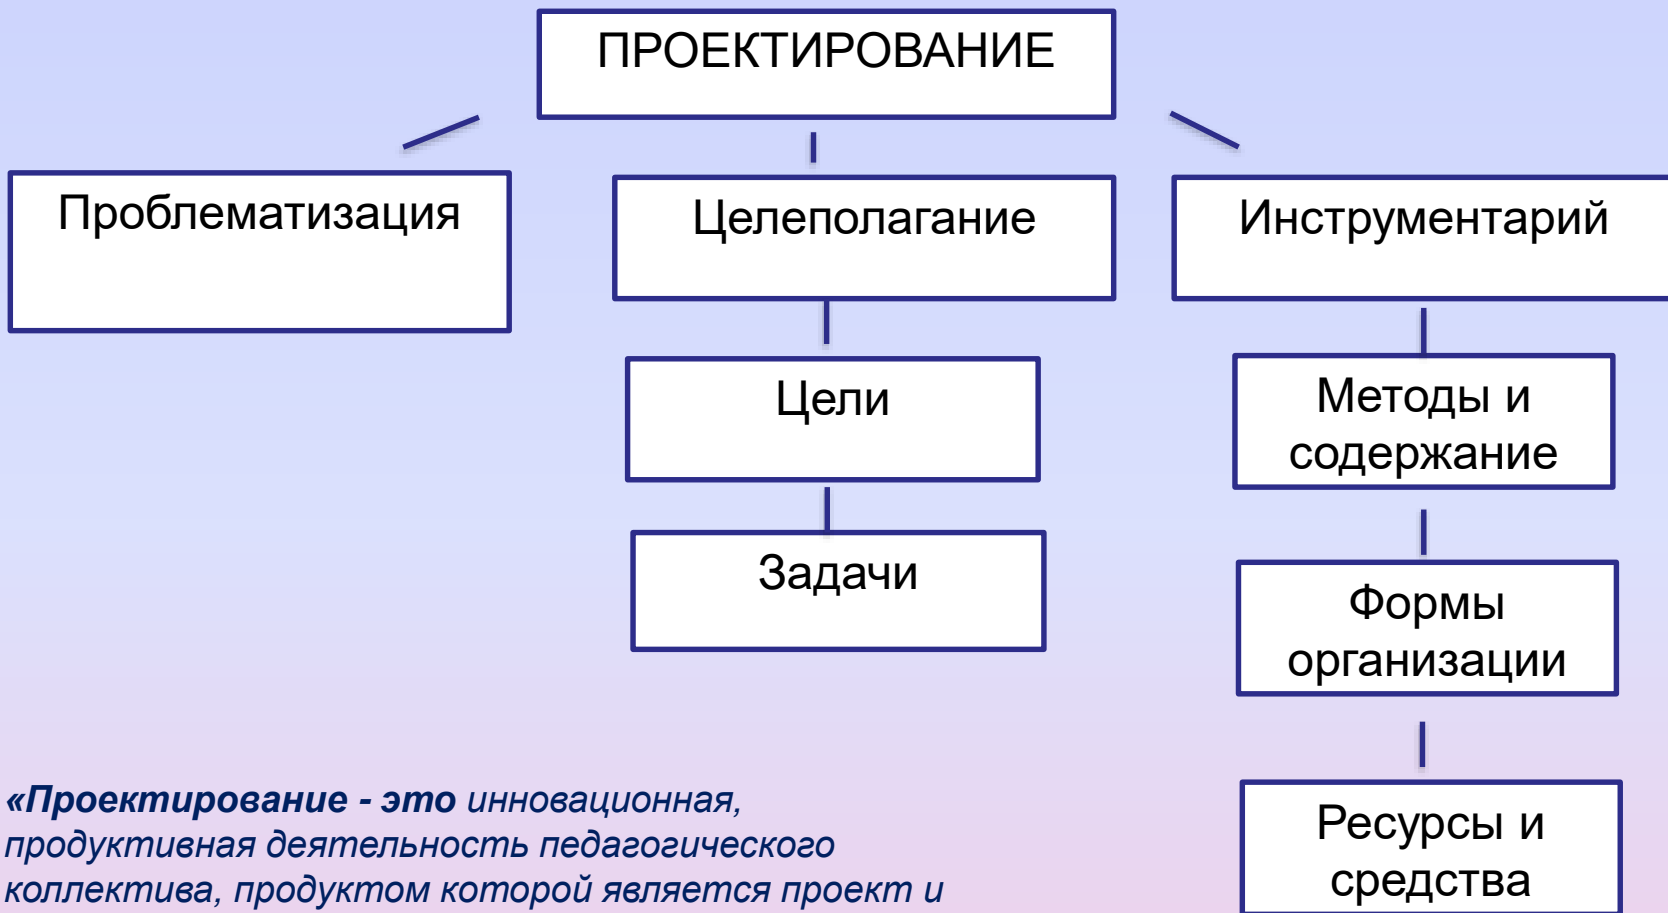 ПРОЕКТИРОВАНИЕ
Проблематизация
Целеполагание
Инструментарий
Цели
Методы и
содержание
Задачи
Формы
организации
Ресурсы и
средства
«Проектирование - это инновационная,
продуктивная деятельность педагогического
коллектива, продуктом которой является проект и